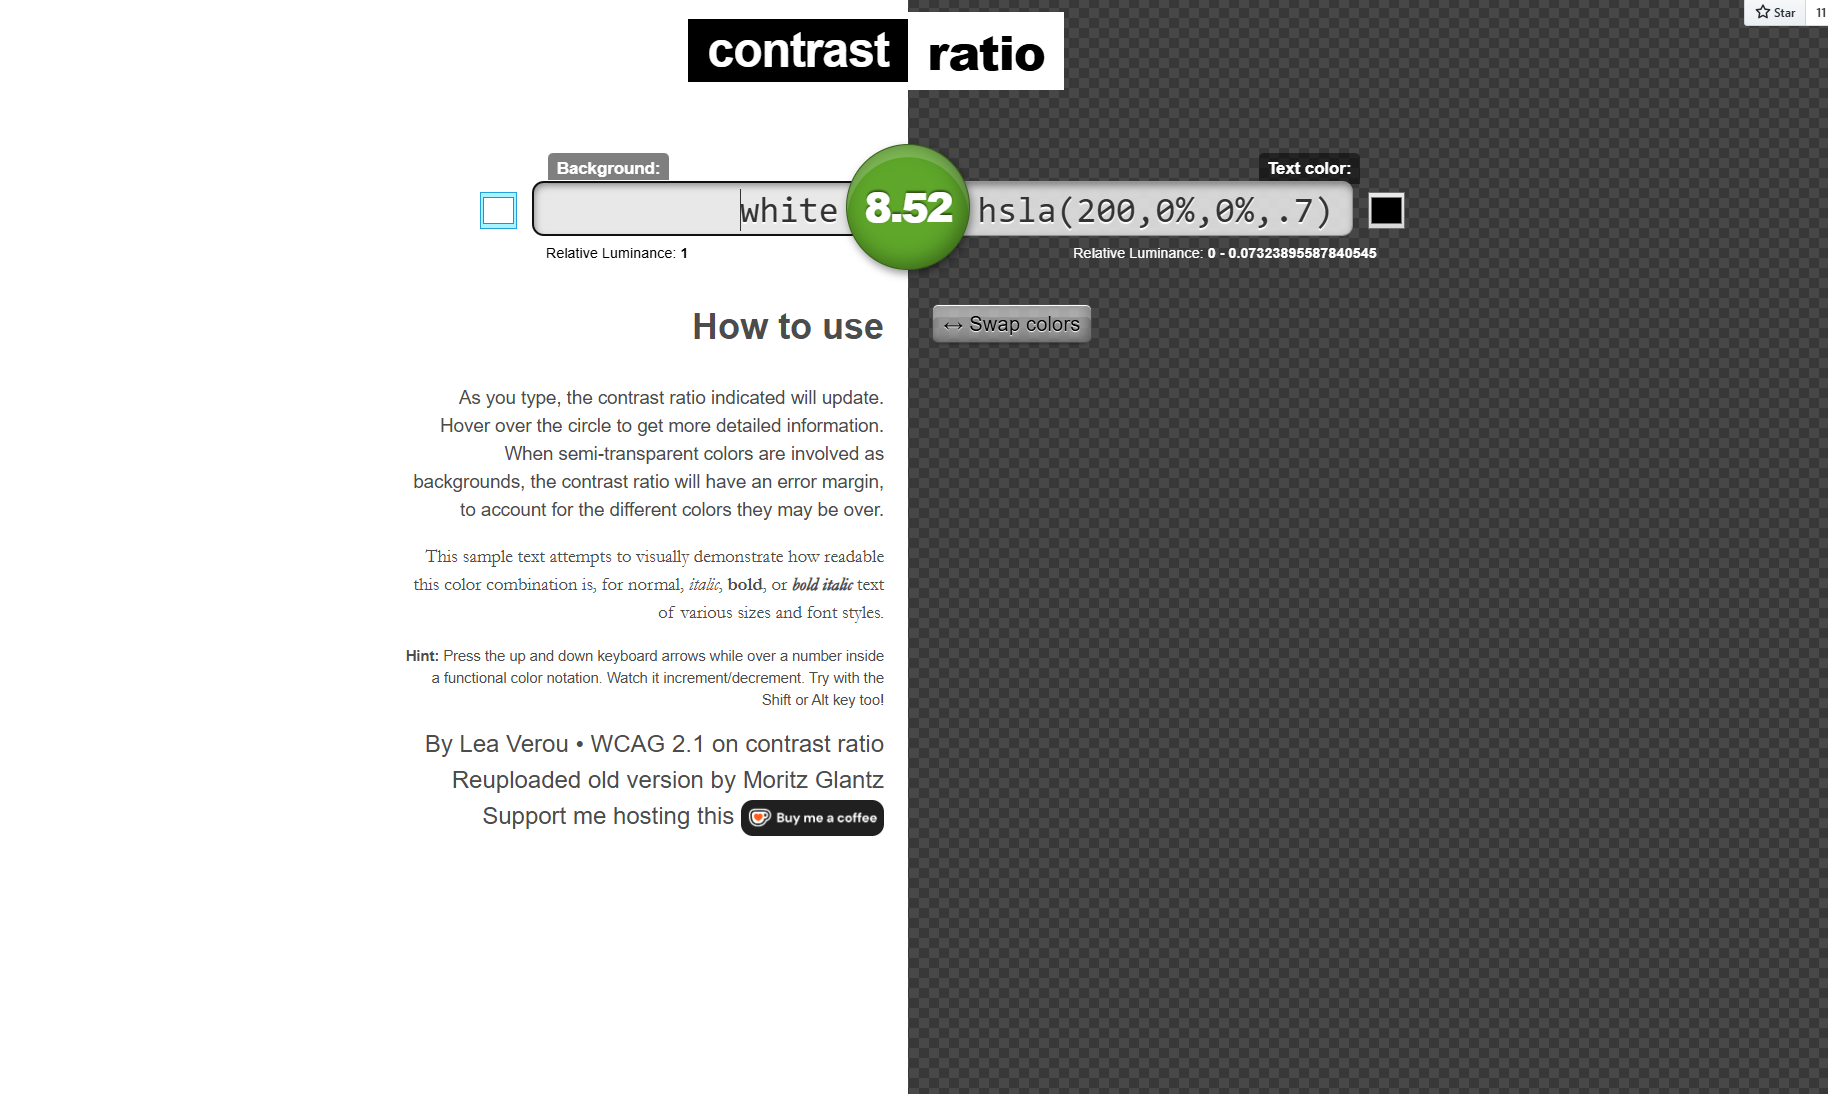 contrast ratio
Star 11
Background:
Text color:
white 8.52 hsla(200,0%,0%,.7)
Relative Luminance: 1
Relative Luminance: 0 - 0.07323895587840545
How to use
↔ Swap colors
As you type, the contrast ratio indicated will update.
Hover over the circle to get more detailed information.
When semi-transparent colors are involved as
backgrounds, the contrast ratio will have an error margin,
to account for the different colors they may be over.
This sample text attempts to visually demonstrate how readable
this color combination is, for normal, italic, bold, or bold italic text
of various sizes and font styles.
Hint: Press the up and down keyboard arrows while over a number inside
a functional color notation. Watch it increment/decrement. Try with the
Shift or Alt key too!
By Lea Verou • WCAG 2.1 on contrast ratio
Reuploaded old version by Moritz Glantz
Support me hosting this Buy me a coffee